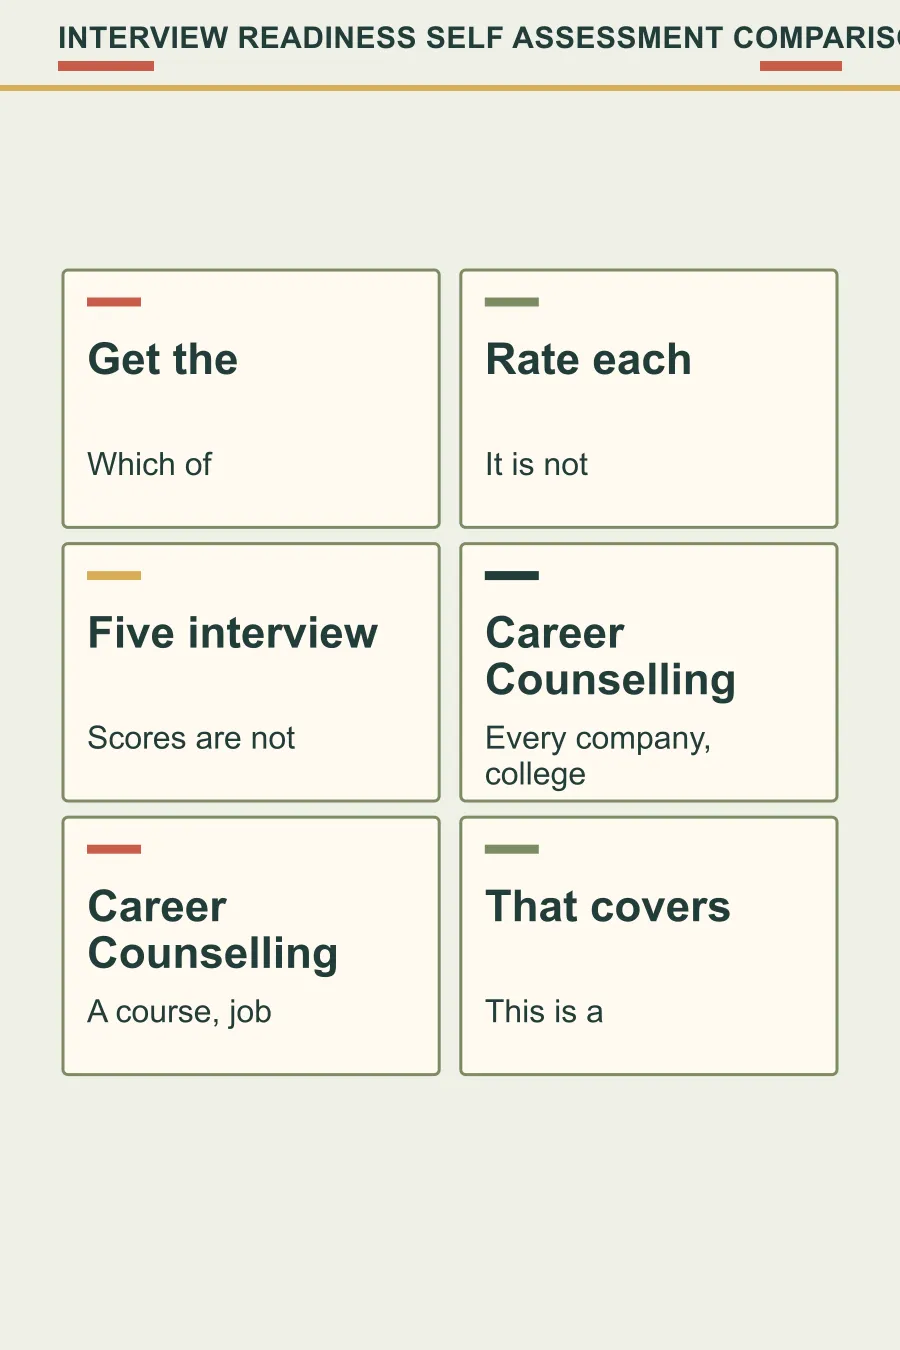 INTERVIEW READINESS SELF ASSESSMENT COMPARIS
Get the
Which of
Rate each
It is not
Five interview
Scores are not
Career
Counselling
Every company,
college
Career
Counselling
A course, job
That covers
This is a